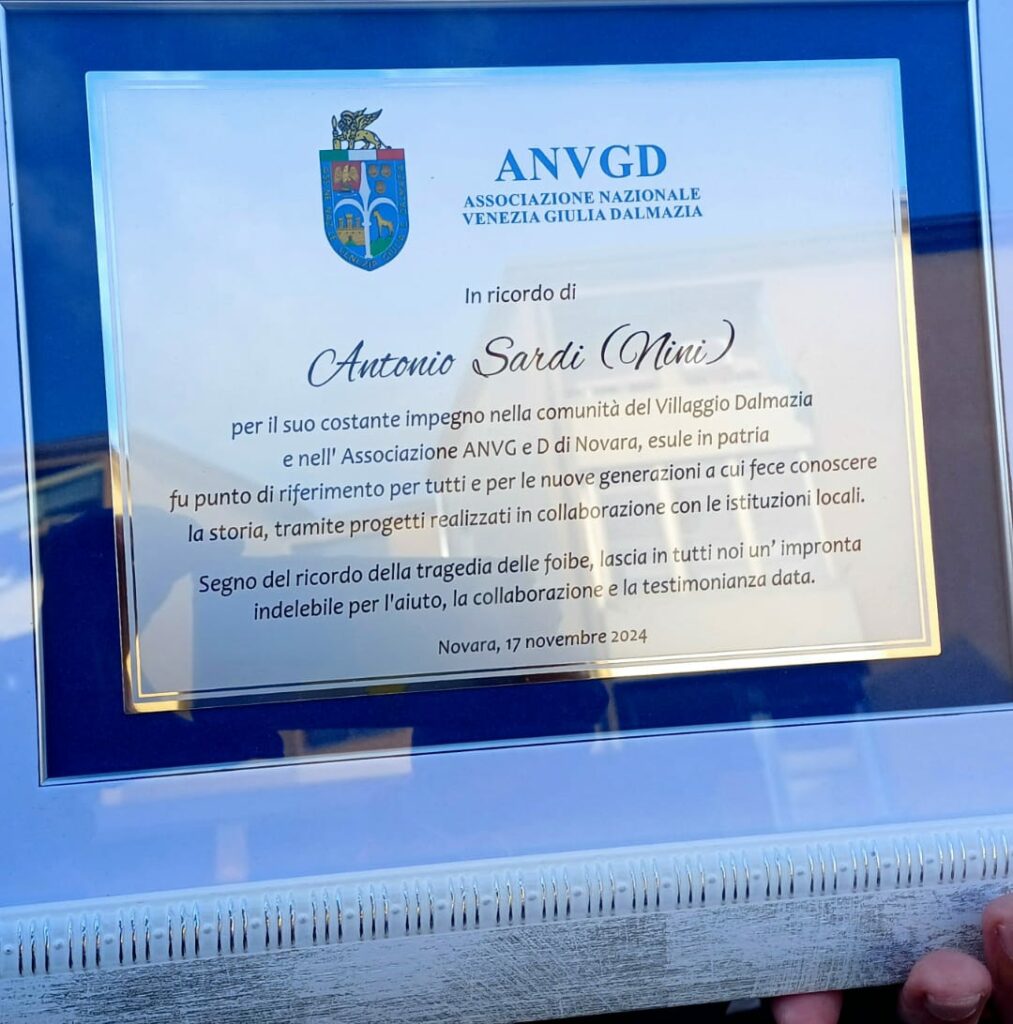 ANVGD
ASSOCIAZIONE NAZIONALE
VENEZIA GIULIA DALMAZIA
In ricordo di
Antonio Sardi (Nini)
per il suo costante impegno nella comunità del Villaggio Dalmazia
e nell' Associazione ANVG e D di Novara, esule in patria
fu punto di riferimento per tutti e per le nuove generazioni a cui fece conoscere
la storia, tramite progetti realizzati in collaborazione con le istituzioni locali.
Segno del ricordo della tragedia delle foibe, lascia in tutti noi un’ impronta
indelebile per l'aiuto, la collaborazione e la testimonianza data.
Novara, 17 novembre 2024